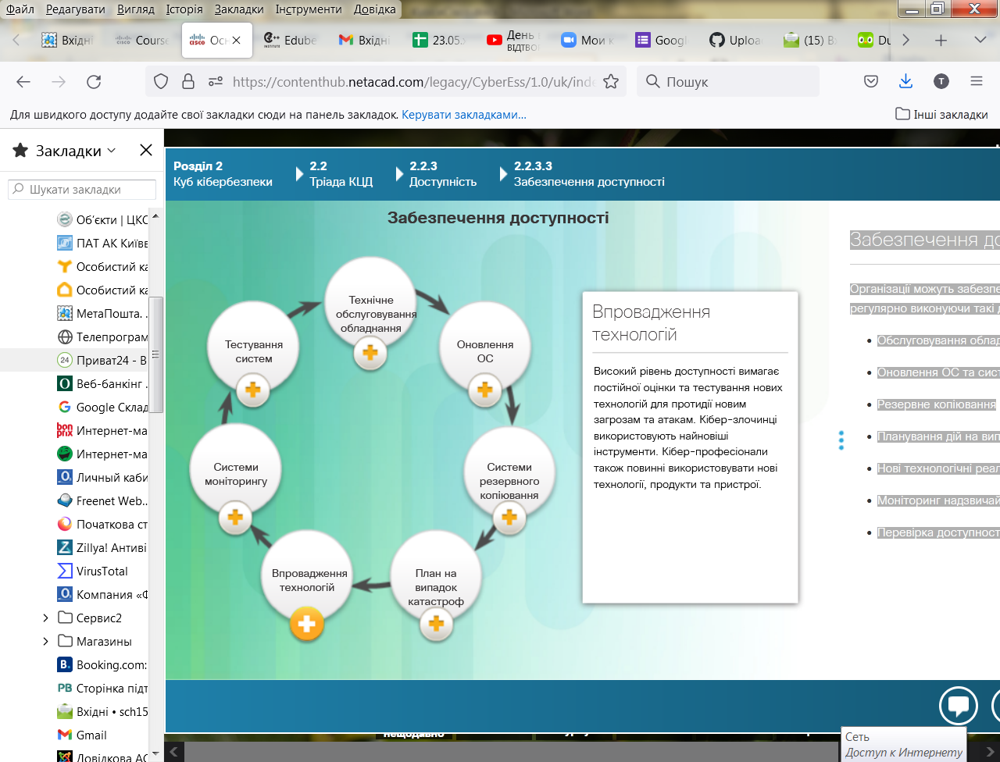 Файл Редагувати Вигляд Історія Закладки Інструменти Довідка
Вхідні Course Осн Edube Вхідні 23.05. День ВІДТВО Мои к Googl Uploa (15) В Du
https://contenthub.netacad.com/legacy/CyberEss/1.0/uk/inde
Пошук
Для швидкого доступу додайте свої закладки сюди на панель закладок. Керувати закладками…
Інші закладки
Закладки
Шукати закладки
Об'єкти | ЦКС
ПАТ АК Київв
Особистий ка
Особистий ка
МетаПошта. .
Телепрограм
Приват24 - В
Веб-банкінг .
Google Склад
Интернет-ма
Интернет-ма
Личный каби
Freenet Web..
Початкова ст
Zillya! Антиві
VirusTotal
Компания «Ф
Сервис2
Магазины
Booking.com:
Сторінка підт
Вхідні • sch15
Gmail
Довідкова АС
Розділ 2
Куб кібербезпеки
2.2
Тріада КЦД
2.2.3
Доступність
2.2.3.3
Забезпечення доступності
Забезпечення доступності
Технічне
обслуговування
обладнання
Оновлення
ОС
Системи
резервного
копіювання
План на
випадок
катастроф
Впровадження
технологій
Системи
моніторингу
Тестування
систем
Впровадження
технологій
Високий рівень доступності вимагає
постійної оцінки та тестування нових
технологій для протидії новим
загрозам та атакам. Кібер-злочинці
використовують найновіші
інструменти. Кібер-професіонали
також повинні використовувати нові
технології, продукти та пристрої.
Забезпечення до
Організації можуть забезпе
регулярно виконуючи такі д
Обслуговування облад
Оновлення ОС та сист
Резервне копіювання
Планування дій на вип
Нові технологічні реал
Моніторинг надзвичай
Перевірка доступност
нещодавно
Сеть
Доступ к Интернету